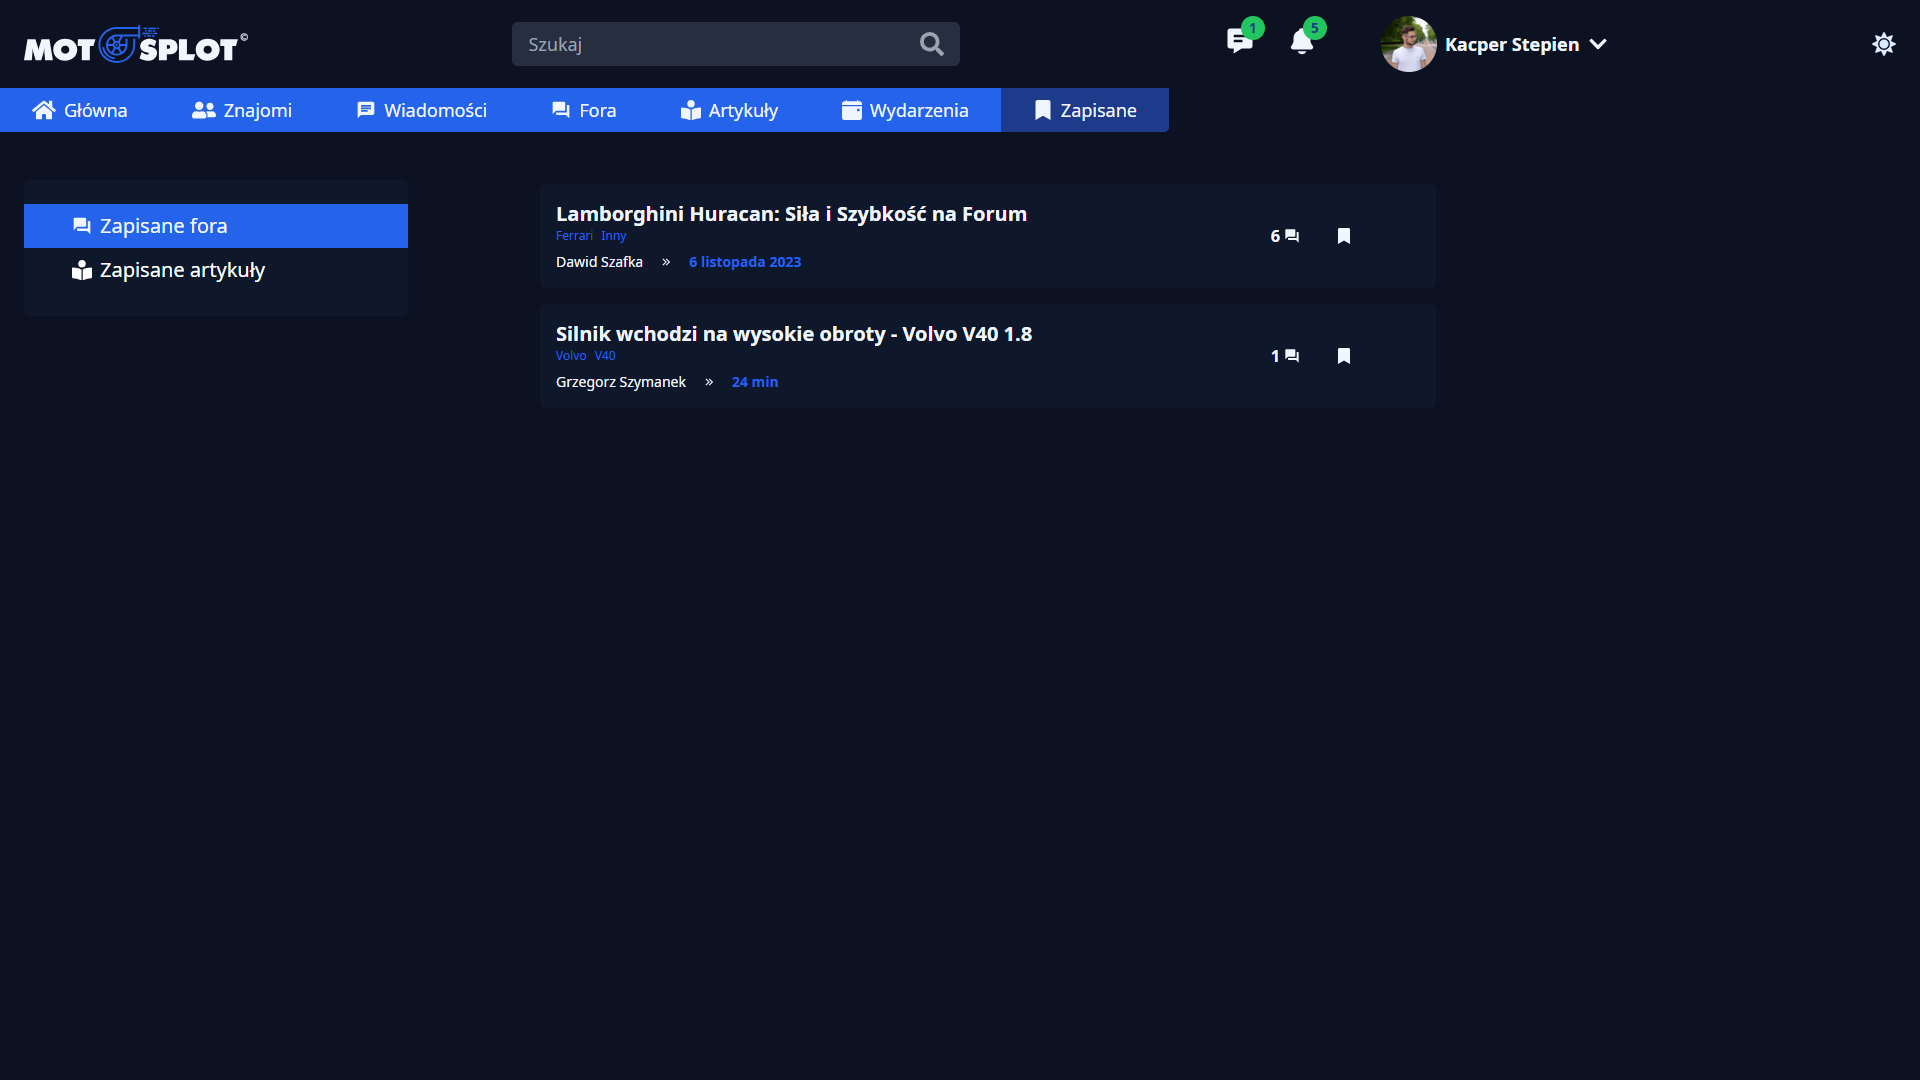 MOTOSPLOT©
Szukaj
1
5
Kacper Stepien
Główna
Znajomi
Wiadomości
Fora
Artykuły
Wydarzenia
Zapisane
Zapisane fora
Zapisane artykuły
Lamborghini Huracan: Siła i Szybkość na Forum
Ferrari Inny
Dawid Szafka » 6 listopada 2023
6
Silnik wchodzi na wysokie obroty - Volvo V40 1.8
Volvo V40
Grzegorz Szymanek » 24 min
1